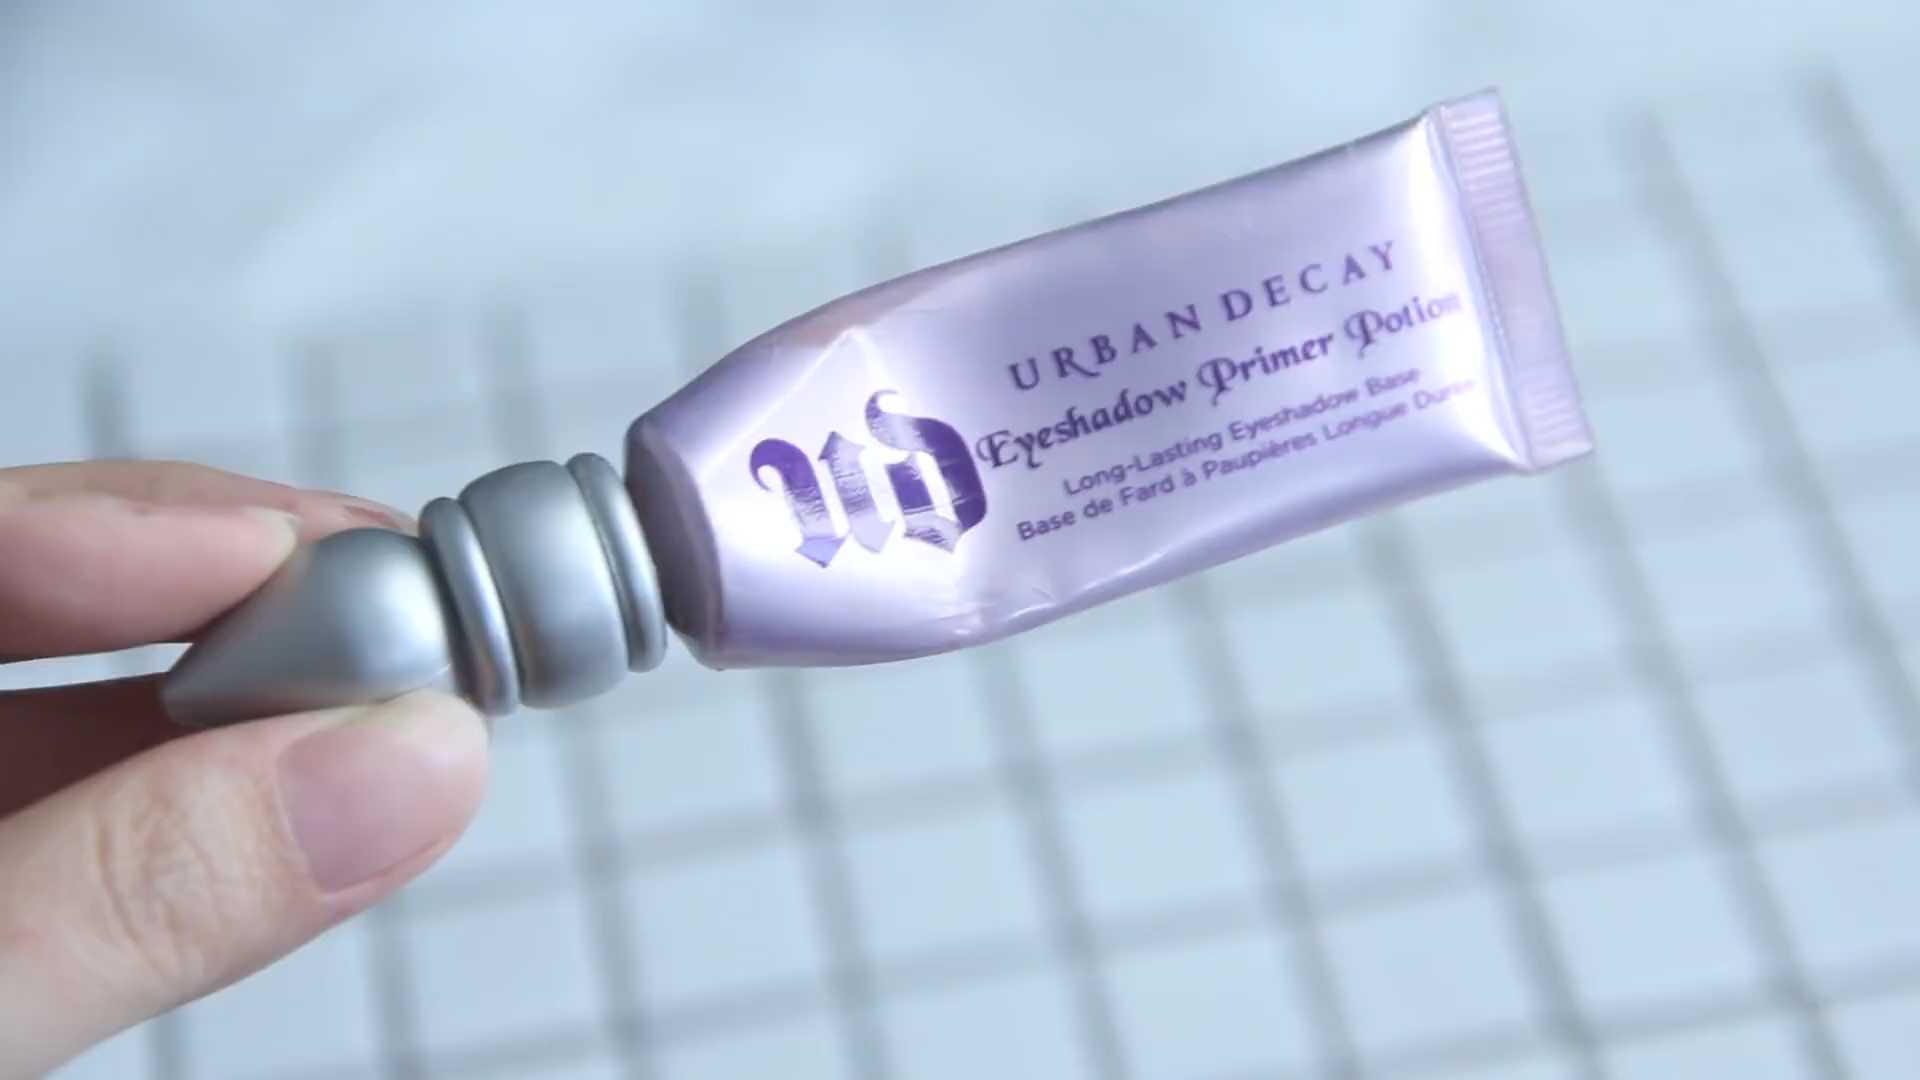 UD
URBAN DECAY
Eyeshadow Primer Potion
Long-Lasting Eyeshadow Base
Base de Fard à Paupières Longue Durée